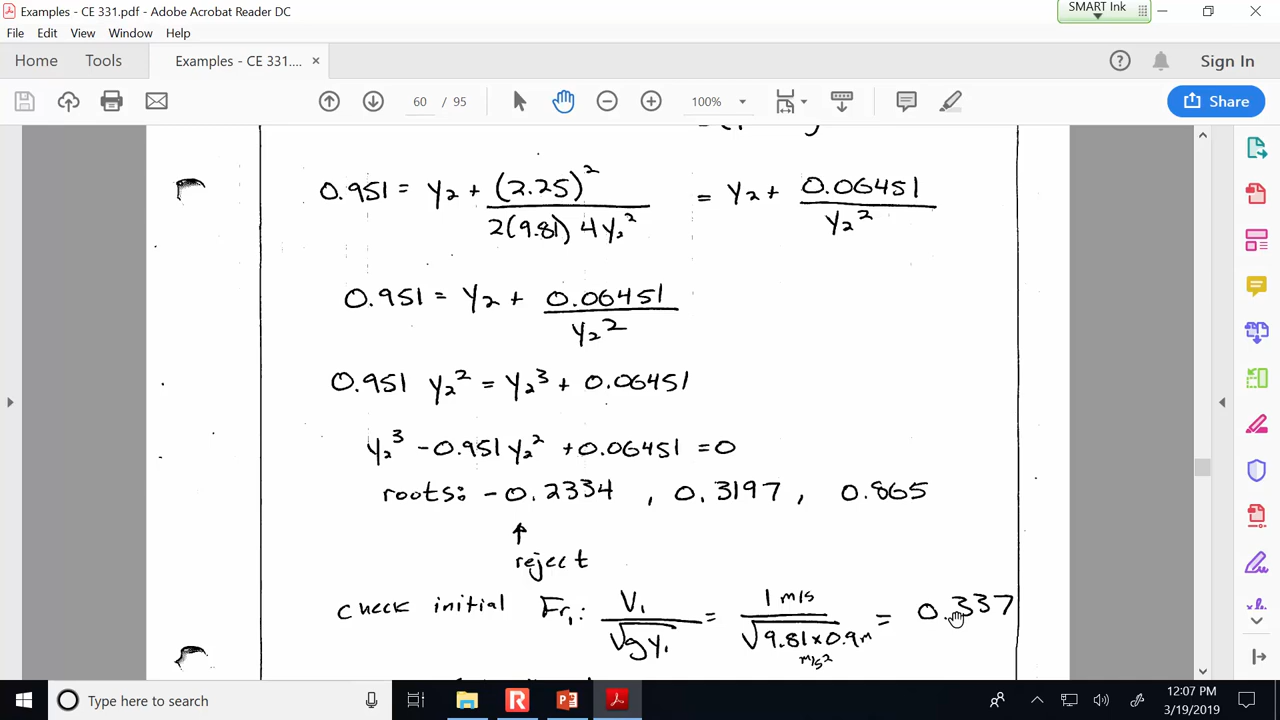 Examples - CE 331.pdf - Adobe Acrobat Reader DC
SMART Ink
File Edit View Window Help
Home Tools Examples - CE 331.... × Sign In
60 / 95 100% Share
0.951 = y₂ + (2.25)² / 2(9.81) 4y₂² = y₂ + 0.06451 / y₂²
0.951 = y₂ + 0.06451 / y₂²
0.951 y₂² = y₂³ + 0.06451
y₂³ - 0.951 y₂² + 0.06451 = 0
roots: - 0.2334 , 0.3197 , 0.865
↑
reject
check initial Fr₁: V₁ / √gy₁ = 1 m/s / √9.81 m/s² x 0.9m = 0.337
Type here to search
12:07 PM
3/19/2019